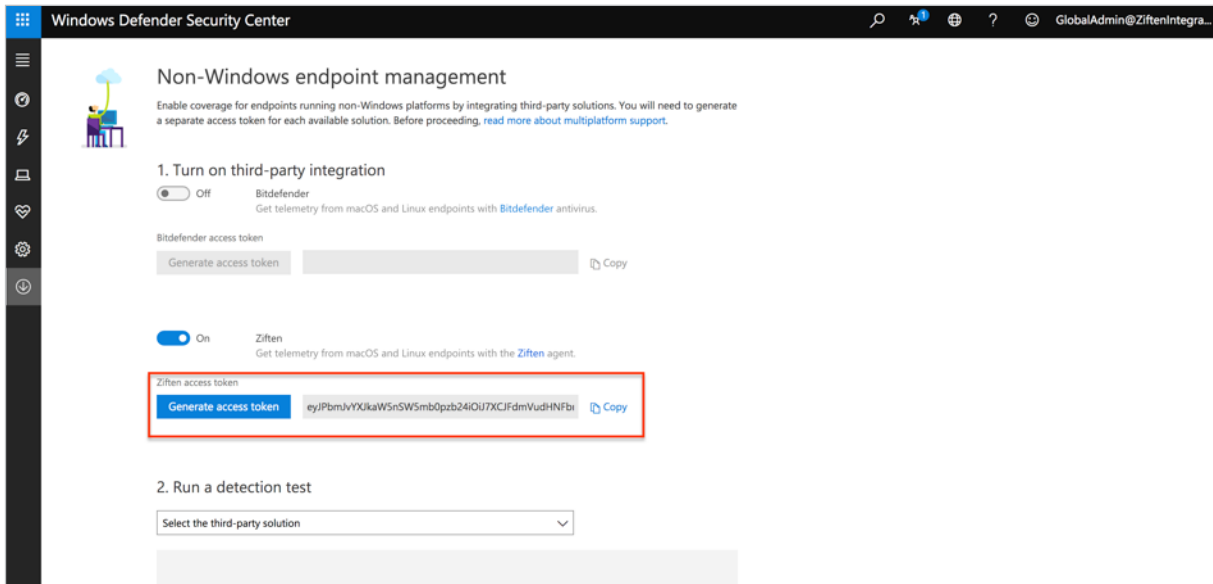 Windows Defender Security Center
1
?
GlobalAdmin@ZiftenIntegra...
Non-Windows endpoint management
Enable coverage for endpoints running non-Windows platforms by integrating third-party solutions. You will need to generate
a separate access token for each available solution. Before proceeding, read more about multiplatform support.
1. Turn on third-party integration
Off Bitdefender
Get telemetry from macOS and Linux endpoints with Bitdefender antivirus.
Bitdefender access token
Generate access token Copy
On Ziften
Get telemetry from macOS and Linux endpoints with the Ziften agent.
Ziften access token
Generate access token Copy
2. Run a detection test
Select the third-party solution